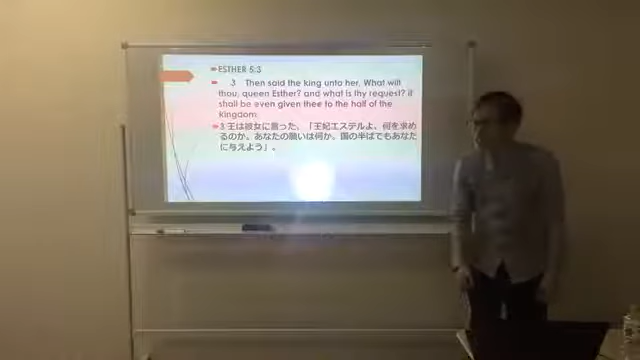 ESTHER 5:3
3 Then said the king unto her, What wilt
thou, queen Esther? and what is thy request? it
shall be even given thee to the half of the
kingdom.
3 王は彼女に言った、「王妃エステルよ、何を求め
るのか。あなたの願いは何か。国の半ばでもあなた
に与えよう」。